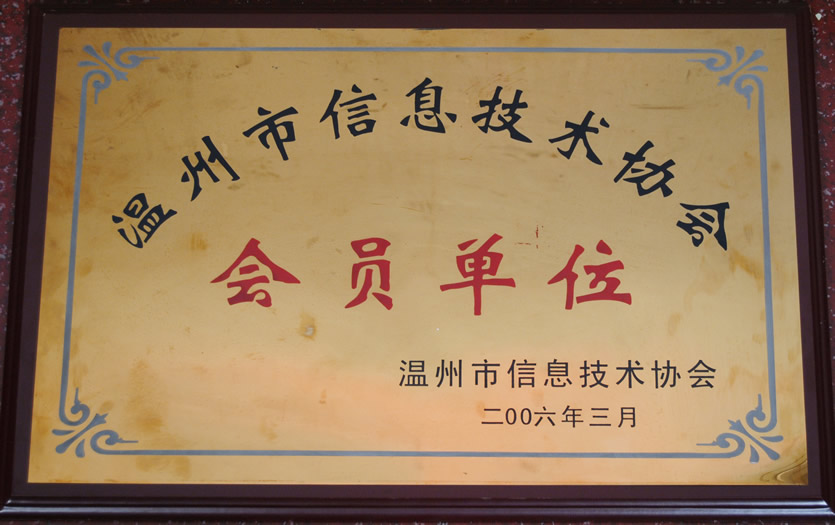 温州市信息技术协会
会员单位
温州市信息技术协会
二00六年三月